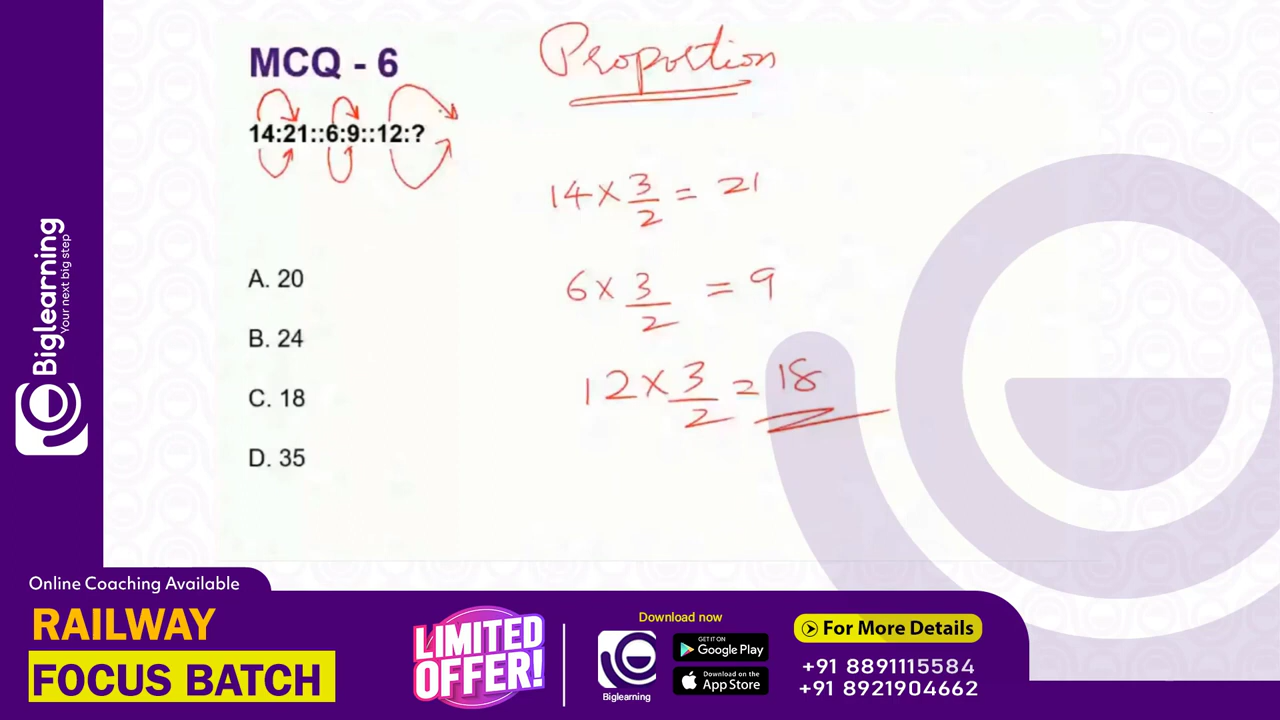 MCQ - 6
Proportion
14:21::6:9::12:?
14 × 3/2 = 21
6 × 3/2 = 9
12 × 3/2 = 18
A. 20
B. 24
C. 18
D. 35
Biglearning
Your next big step
Online Coaching Available
RAILWAY
FOCUS BATCH
LIMITED
OFFER!
Download now
Biglearning
GET IT ON
Google Play
Download on the
App Store
For More Details
+91 8891115584
+91 8921904662